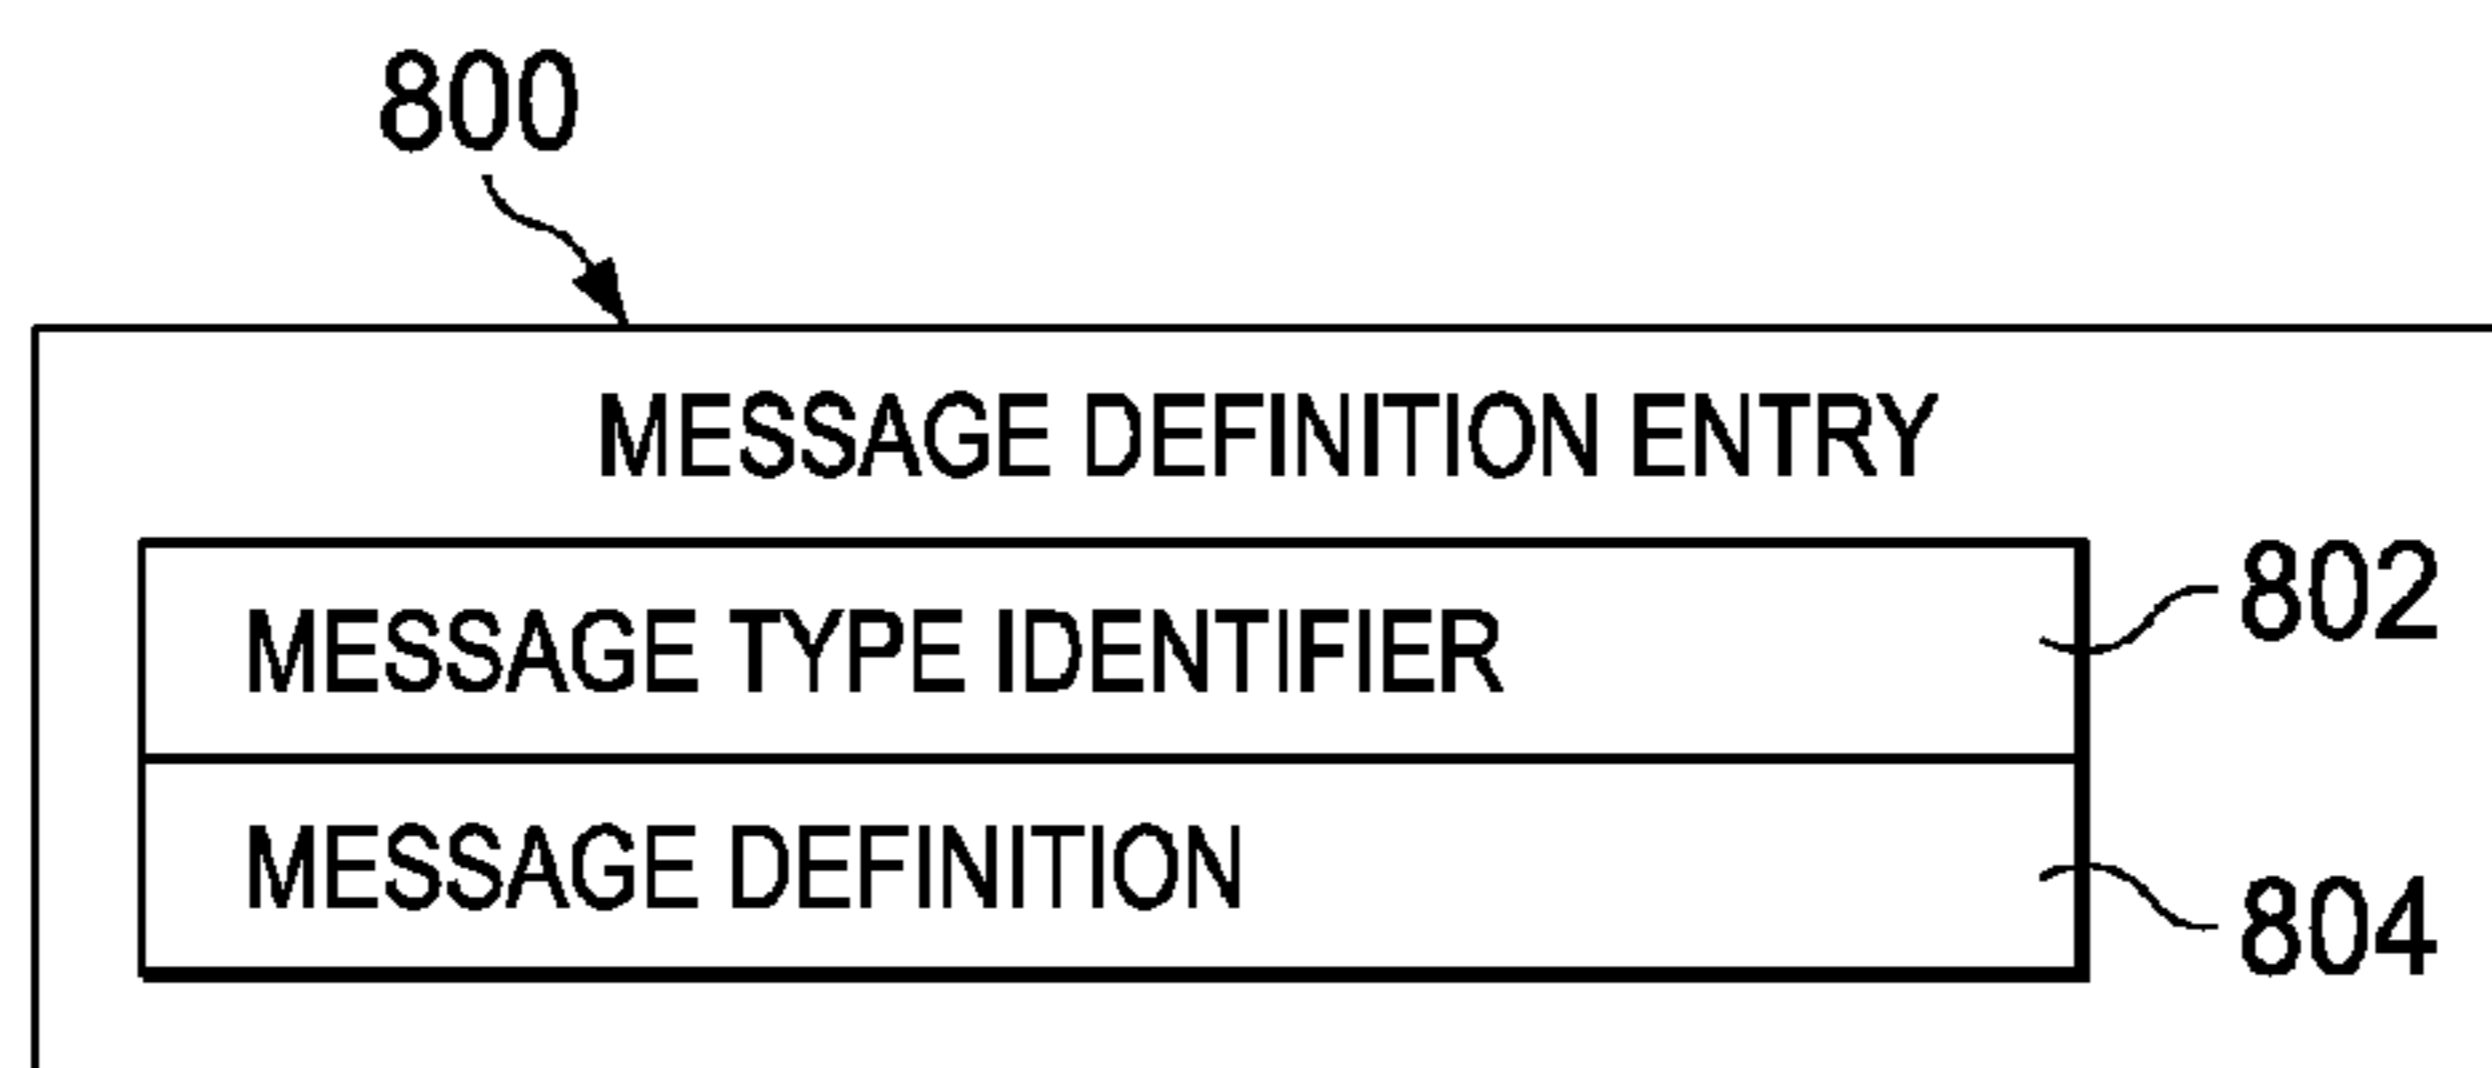 800
MESSAGE DEFINITION ENTRY
MESSAGE TYPE IDENTIFIER
802
MESSAGE DEFINITION
804